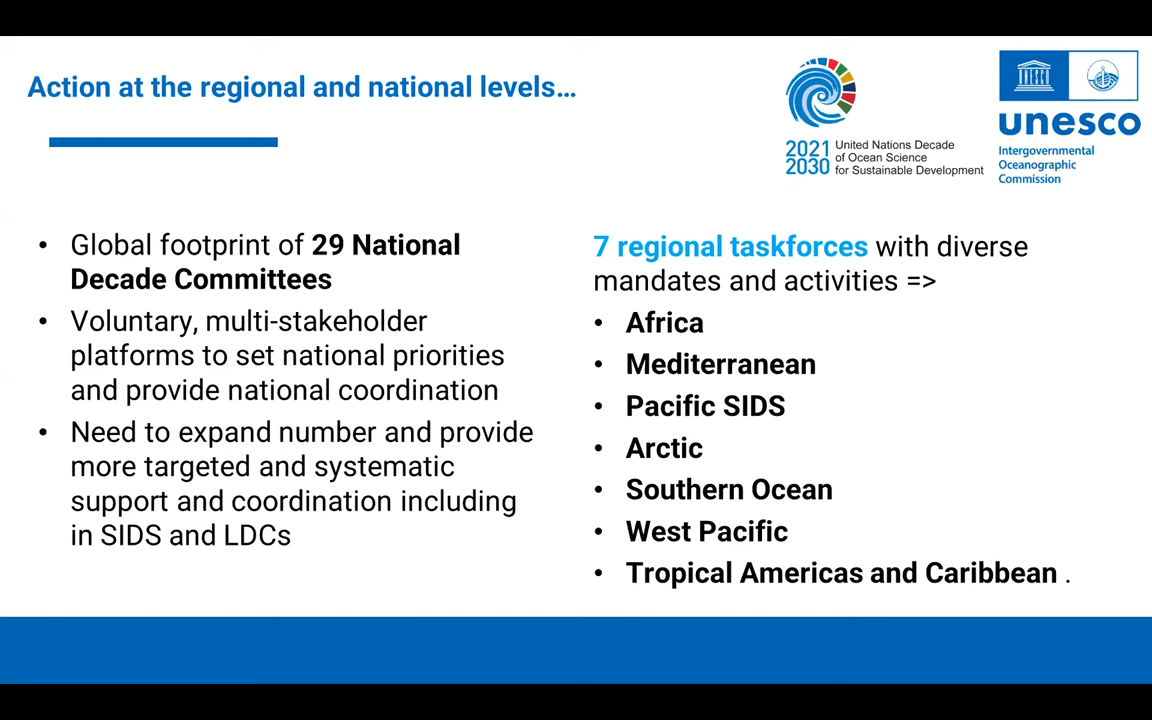 Action at the regional and national levels…
2021
2030
United Nations Decade
of Ocean Science
for Sustainable Development
unesco
Intergovernmental
Oceanographic
Commission
• Global footprint of 29 National
Decade Committees
• Voluntary, multi-stakeholder
platforms to set national priorities
and provide national coordination
• Need to expand number and provide
more targeted and systematic
support and coordination including
in SIDS and LDCs
7 regional taskforces with diverse
mandates and activities =>
• Africa
• Mediterranean
• Pacific SIDS
• Arctic
• Southern Ocean
• West Pacific
• Tropical Americas and Caribbean .